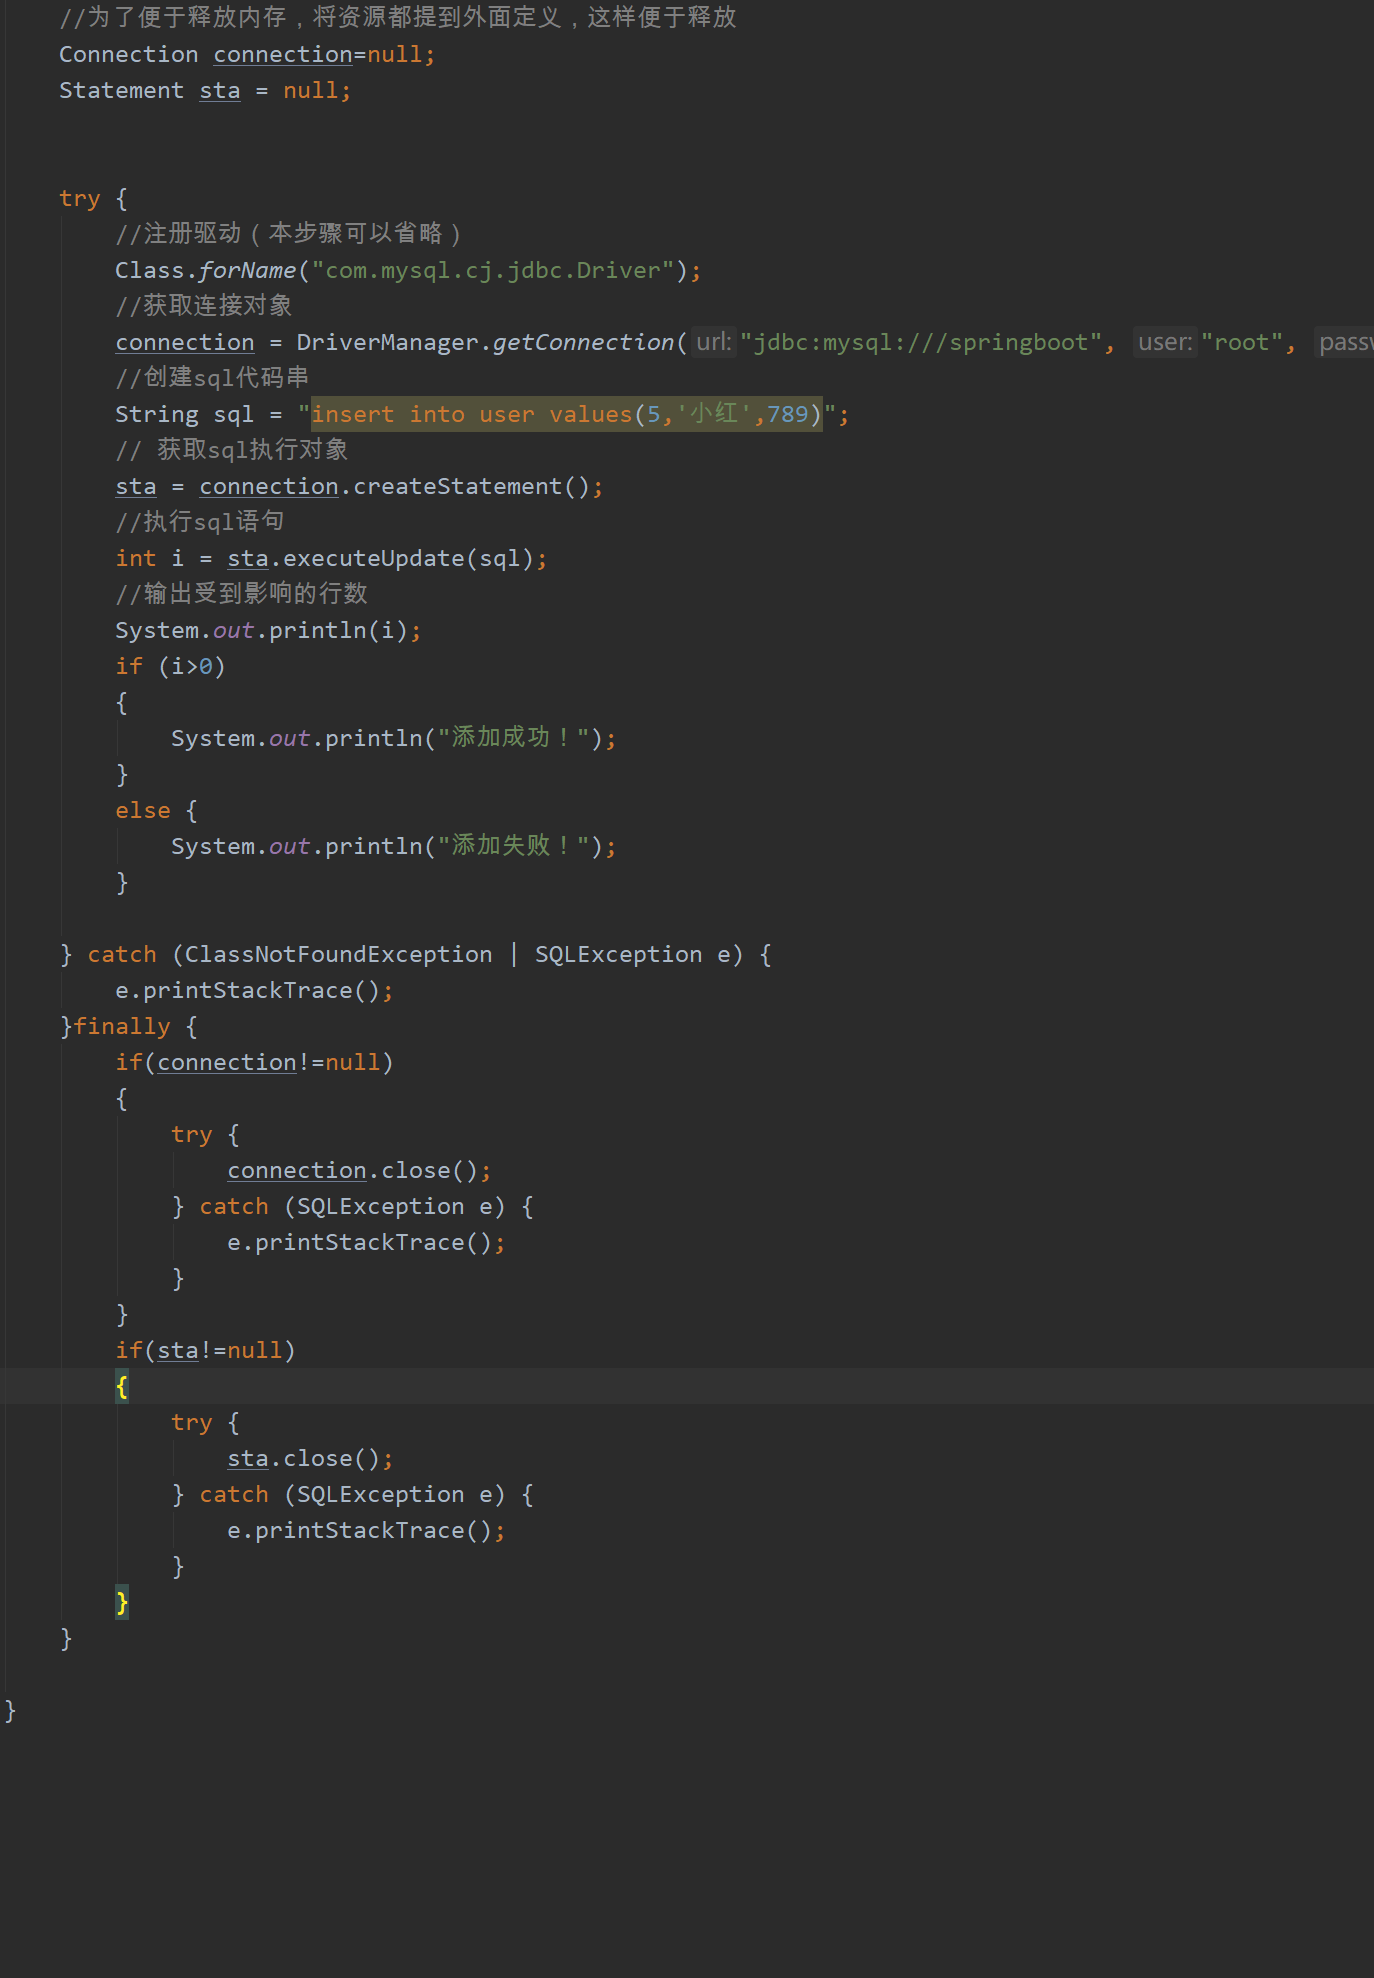 //为了便于释放内存，将资源都提到外面定义，这样便于释放
Connection connection=null;
Statement sta = null;
try {
//注册驱动（本步骤可以省略）
Class.forName("com.mysql.cj.jdbc.Driver");
//获取连接对象
connection = DriverManager.getConnection( url: "jdbc:mysql:///springboot", user: "root", passw
//创建sql代码串
String sql = "insert into user values(5,'小红',789)";
// 获取sql执行对象
sta = connection.createStatement();
//执行sql语句
int i = sta.executeUpdate(sql);
//输出受到影响的行数
System.out.println(i);
if (i>0)
{
System.out.println("添加成功！");
}
else {
System.out.println("添加失败！");
}
} catch (ClassNotFoundException | SQLException e) {
e.printStackTrace();
}finally {
if(connection!=null)
{
try {
connection.close();
} catch (SQLException e) {
e.printStackTrace();
}
}
if(sta!=null)
{
try {
sta.close();
} catch (SQLException e) {
e.printStackTrace();
}
}
}
}